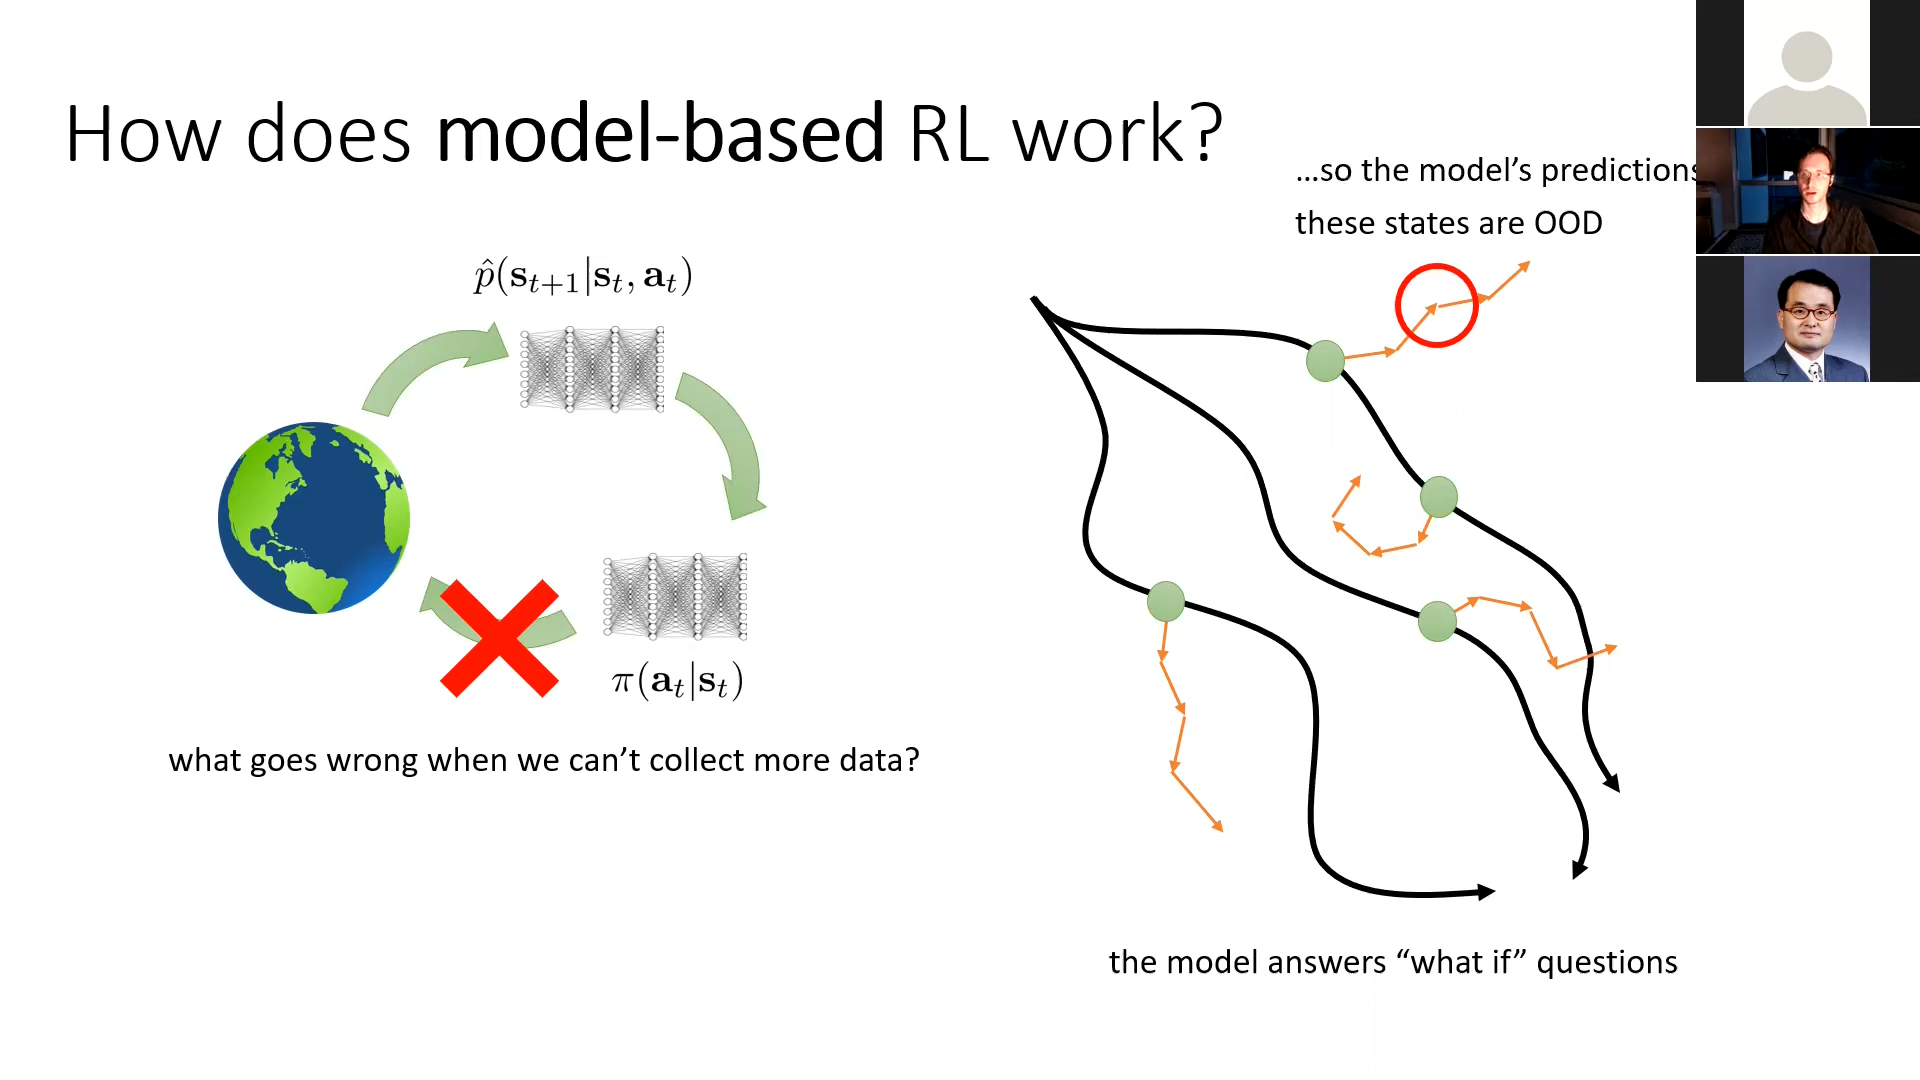 How does model-based RL work?
...so the model's predictions
these states are OOD
p̂(s_{t+1}|s_t, a_t)
π(a_t|s_t)
what goes wrong when we can't collect more data?
the model answers “what if” questions